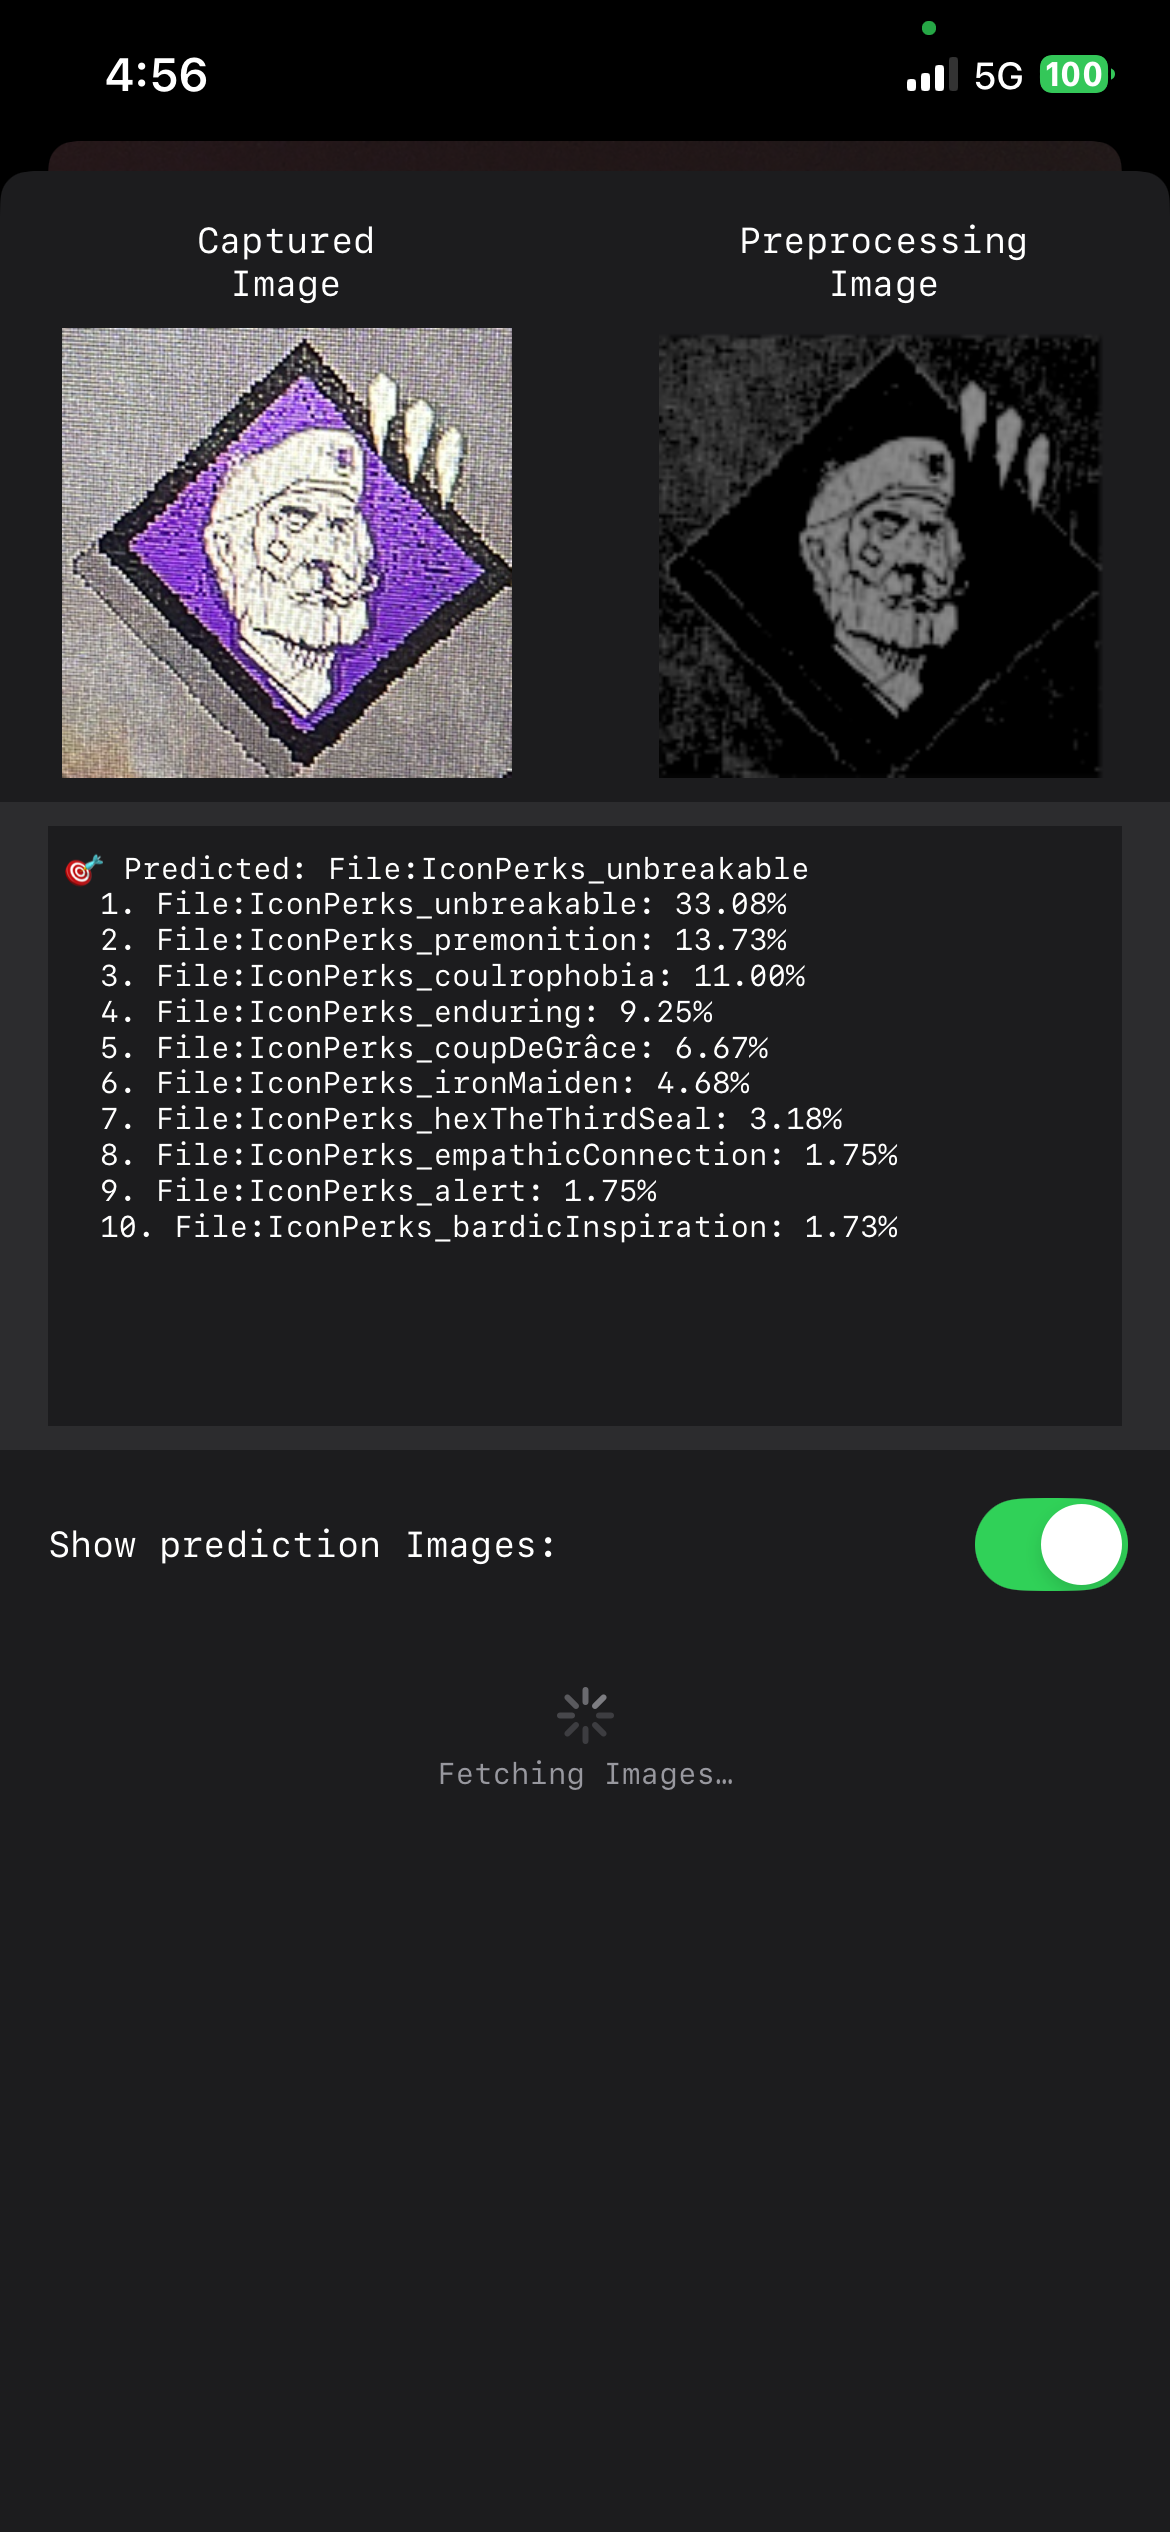 4:56
5G
100
Captured
Image
Preprocessing
Image
🎯 Predicted: File:IconPerks_unbreakable
1. File:IconPerks_unbreakable: 33.08%
2. File:IconPerks_premonition: 13.73%
3. File:IconPerks_coulrophobia: 11.00%
4. File:IconPerks_enduring: 9.25%
5. File:IconPerks_coupDeGrâce: 6.67%
6. File:IconPerks_ironMaiden: 4.68%
7. File:IconPerks_hexTheThirdSeal: 3.18%
8. File:IconPerks_empathicConnection: 1.75%
9. File:IconPerks_alert: 1.75%
10. File:IconPerks_bardicInspiration: 1.73%
Show prediction Images:
Fetching Images…